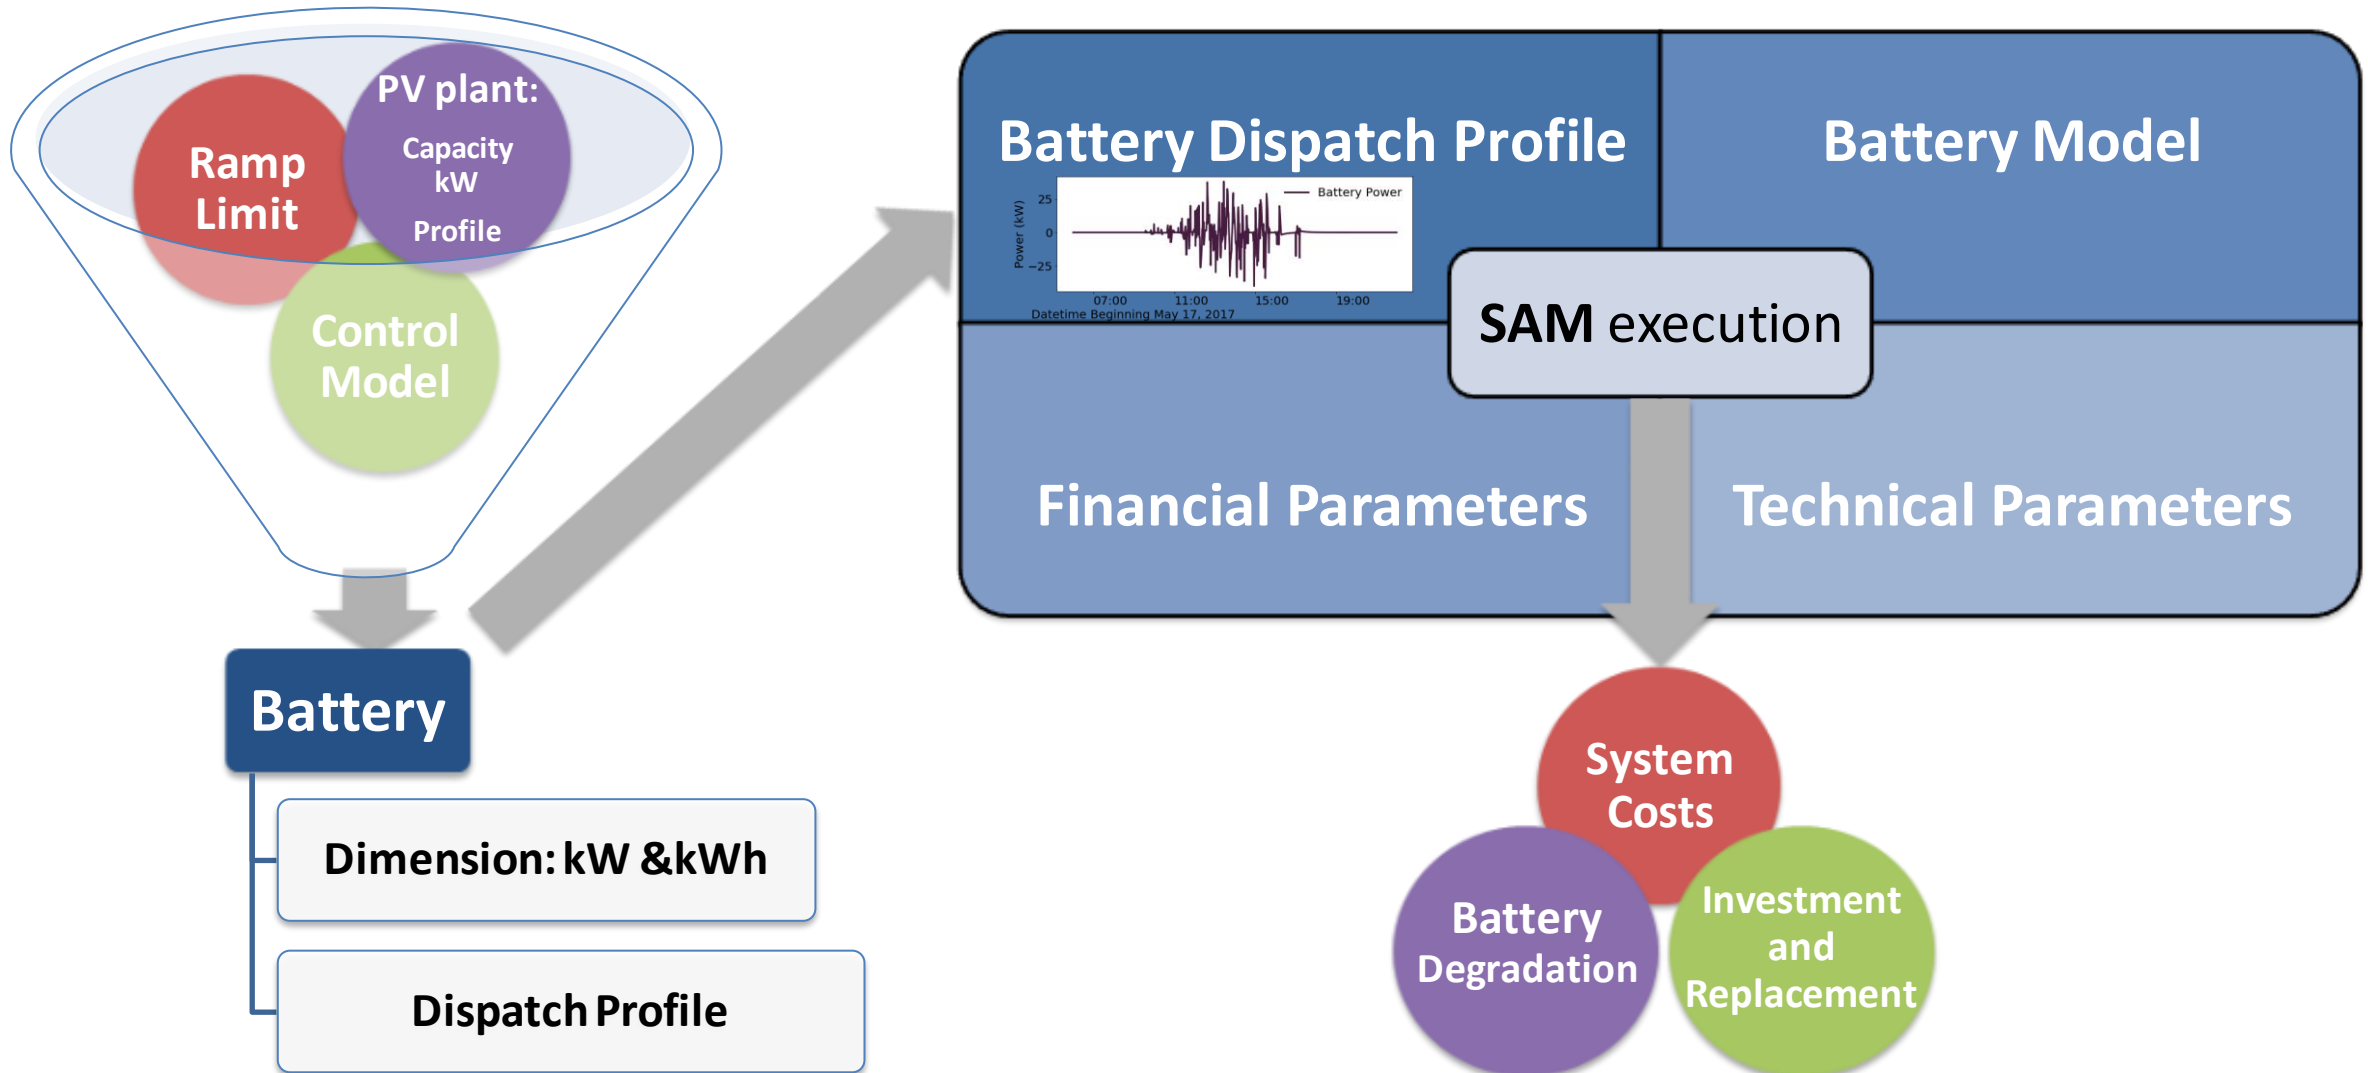 Ramp
Limit
PV plant:
Capacity
kW
Profile
Control
Model
Battery
Dimension: kW &kWh
Dispatch Profile
Battery Dispatch Profile
Battery Power
Power (kW)
25
0
−25
07:00 11:00 15:00 19:00
Datetime Beginning May 17, 2017
Battery Model
SAM execution
Financial Parameters
Technical Parameters
System
Costs
Battery
Degradation
Investment
and
Replacement